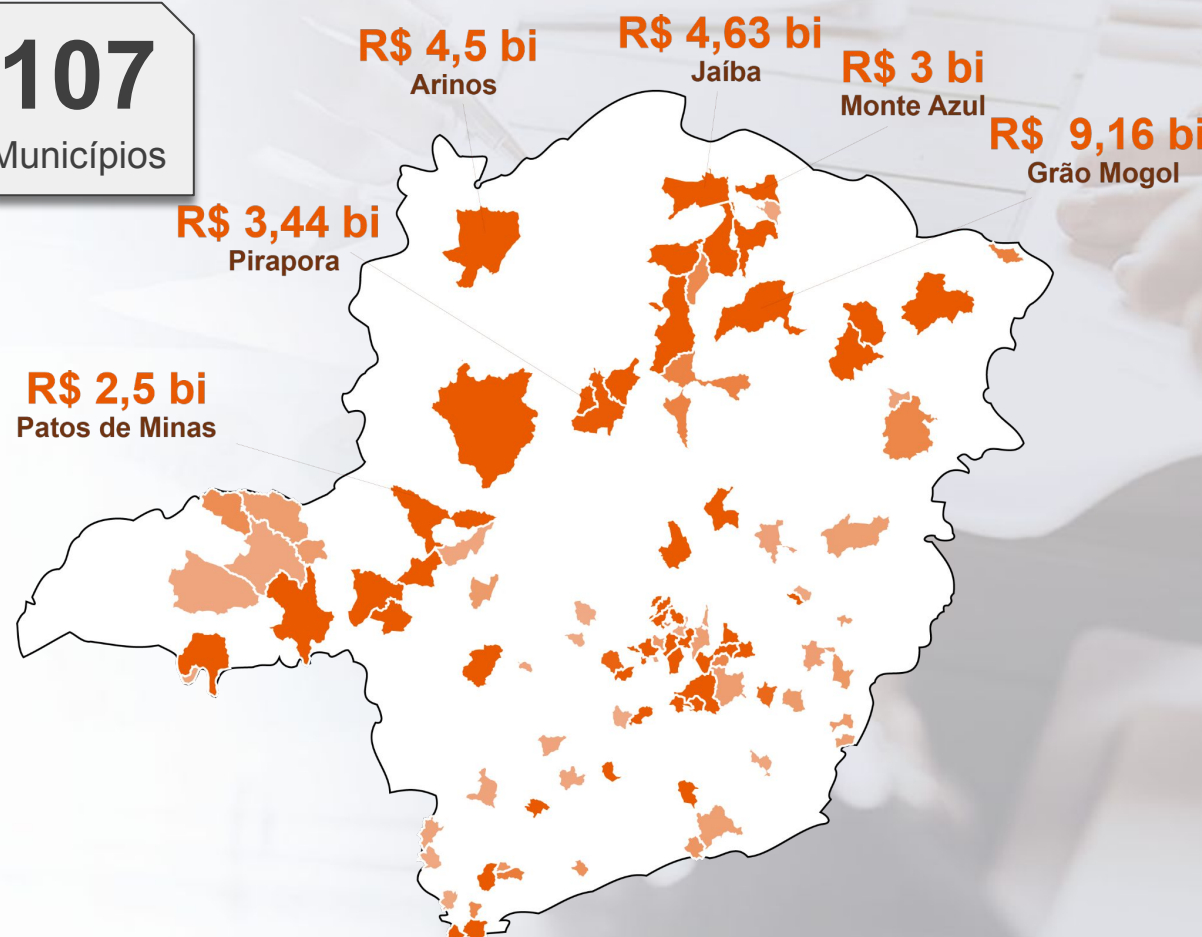 107
Municípios
R$ 4,5 bi
Arinos
R$ 4,63 bi
Jaíba
R$ 3 bi
Monte Azul
R$ 9,16 bi
Grão Mogol
R$ 3,44 bi
Pirapora
R$ 2,5 bi
Patos de Minas